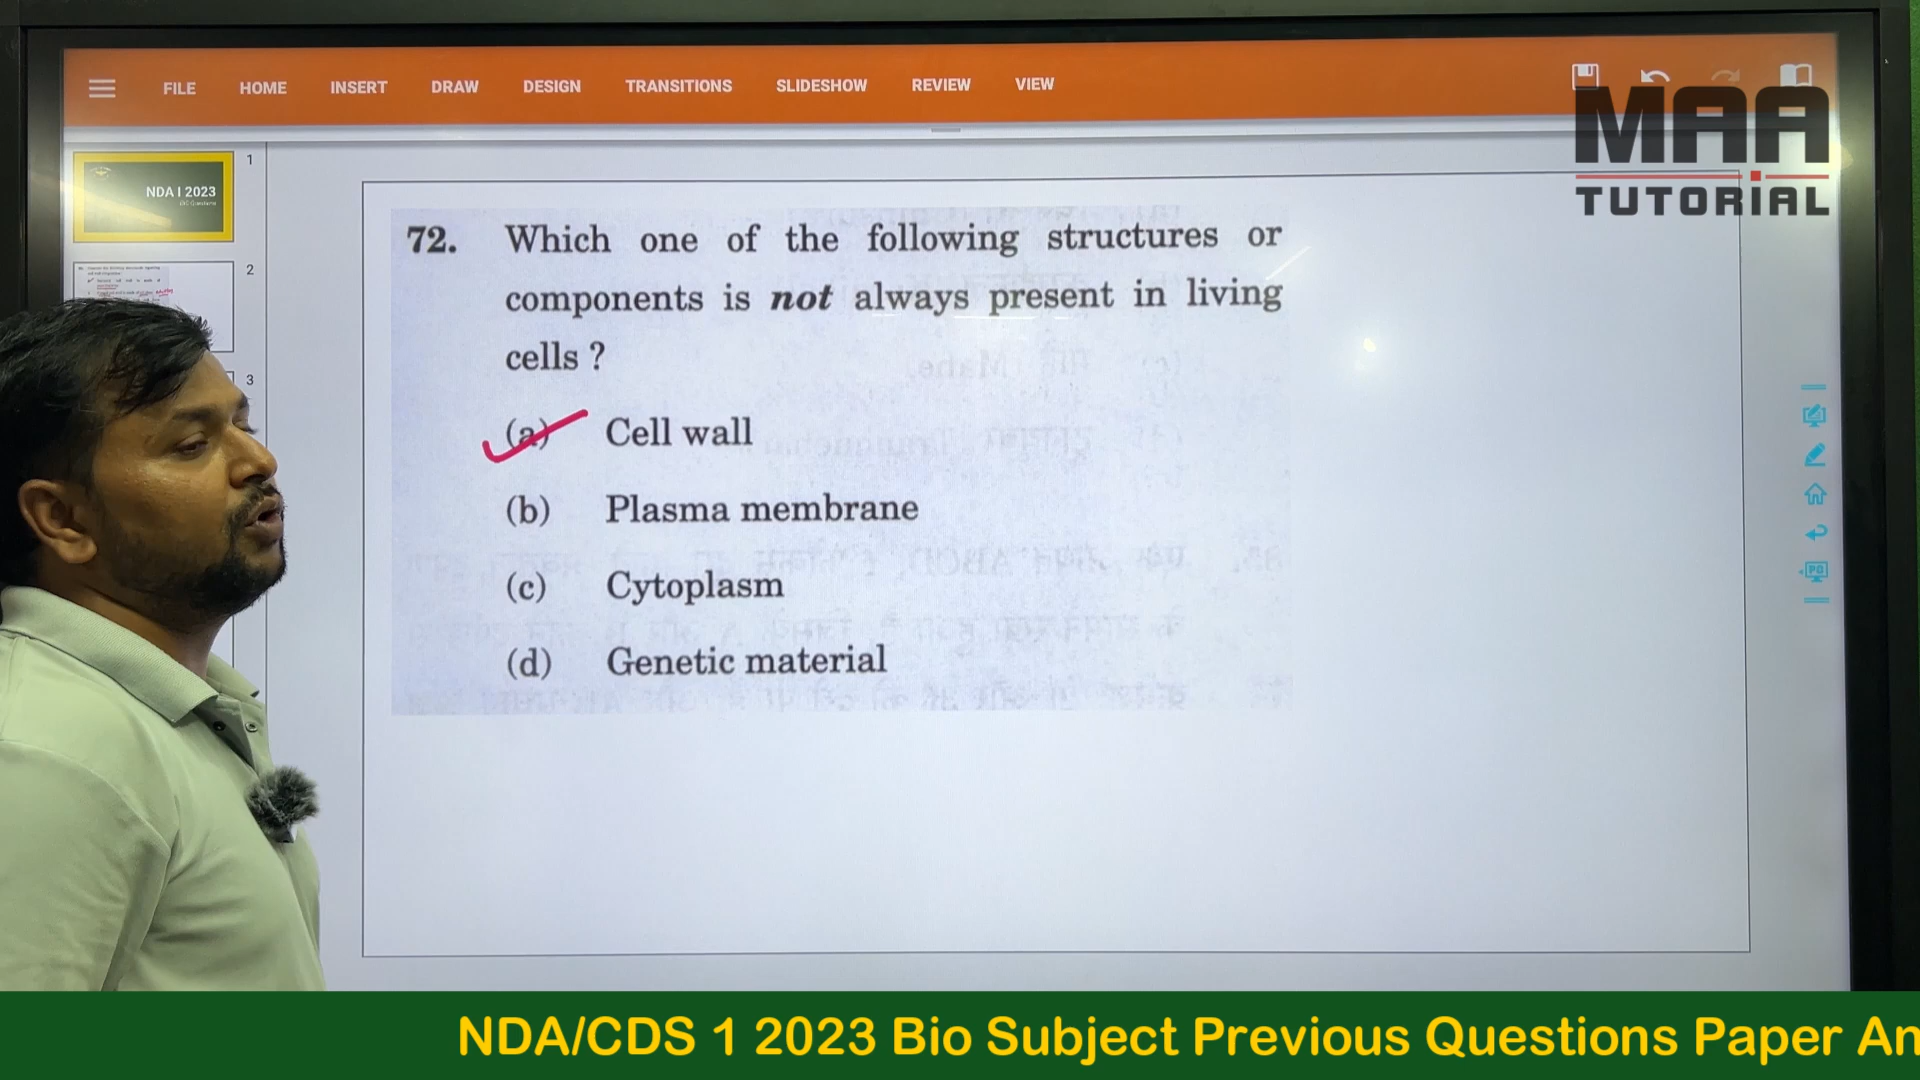 FILE HOME INSERT DRAW DESIGN TRANSITIONS SLIDESHOW REVIEW VIEW
MAA
TUTORIAL
1
NDA I 2023
2
3
72. Which one of the following structures or
components is not always present in living
cells ?
(a) Cell wall
(b) Plasma membrane
(c) Cytoplasm
(d) Genetic material
NDA/CDS 1 2023 Bio Subject Previous Questions Paper An